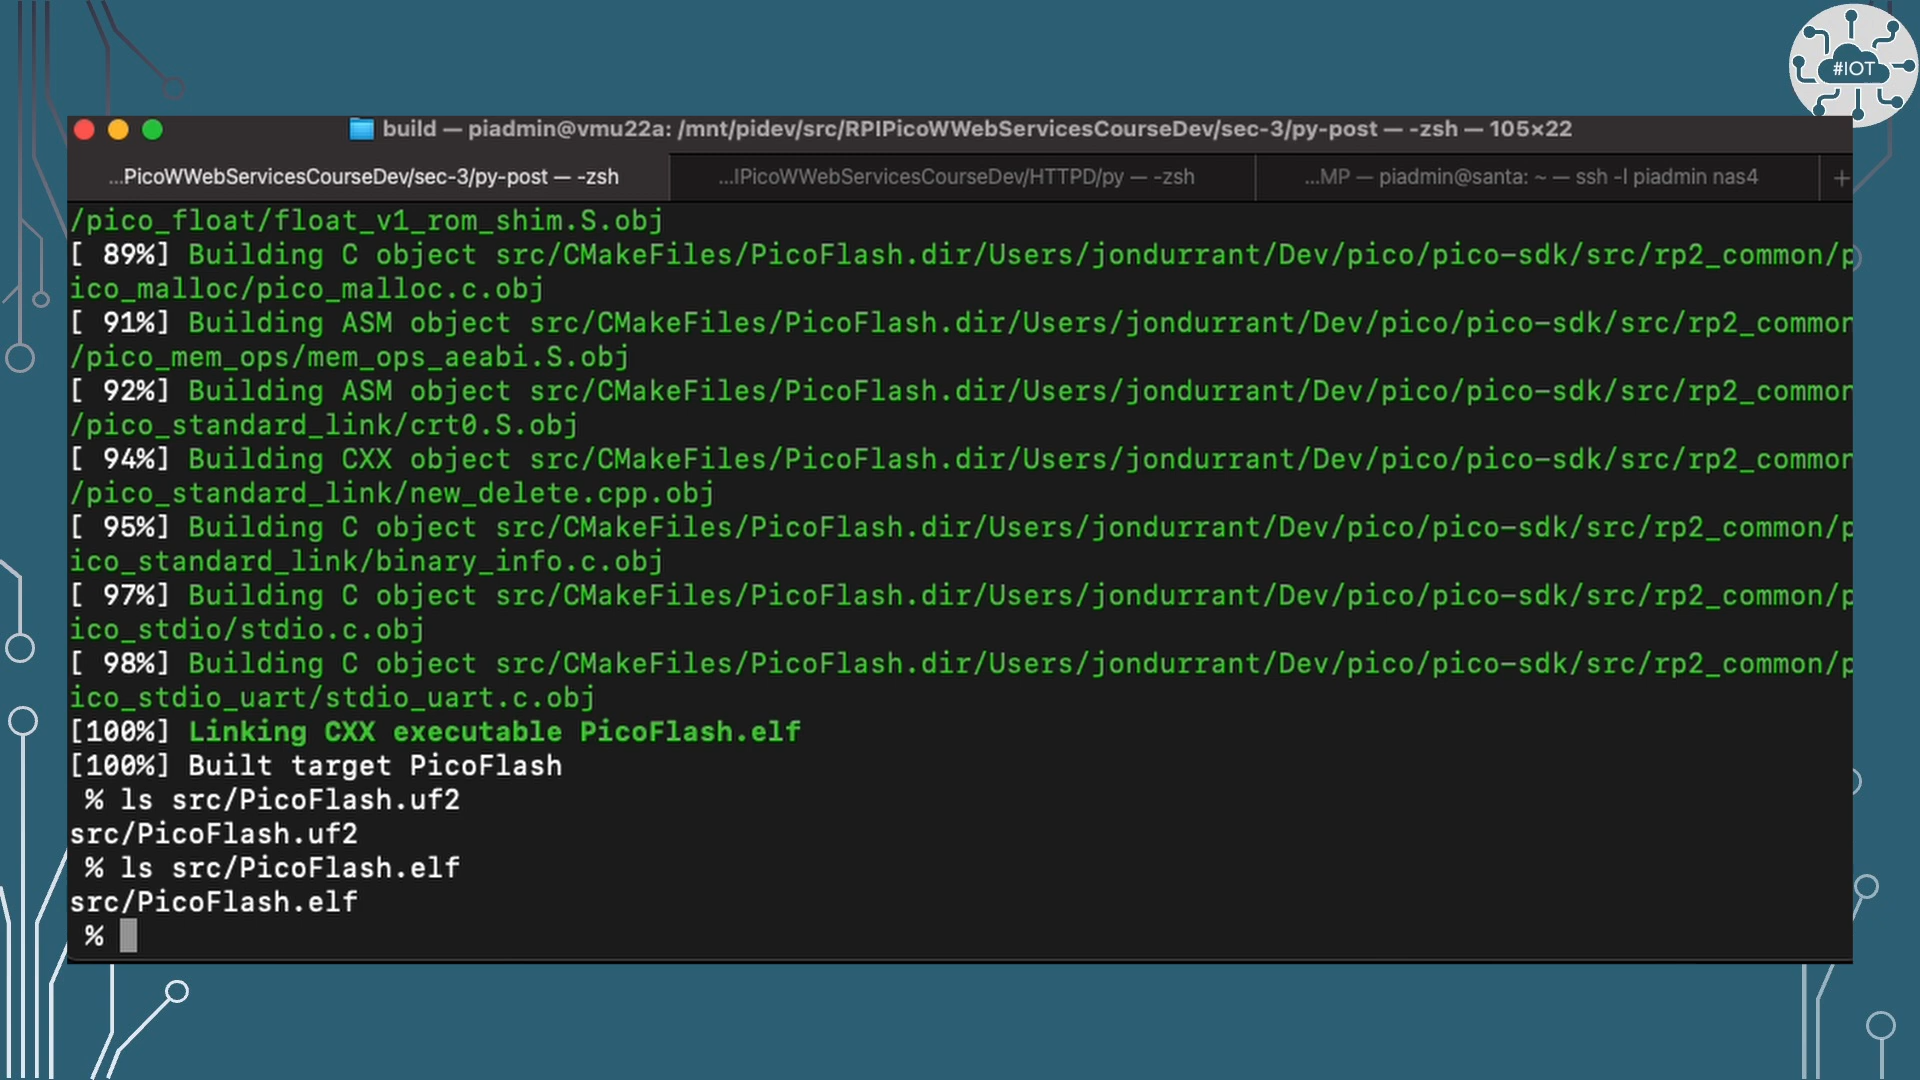 #IOT
build — piadmin@vmu22a: /mnt/pidev/src/RPIPicoWWebServicesCourseDev/sec-3/py-post — -zsh — 105×22
...PicoWWebServicesCourseDev/sec-3/py-post — -zsh
...IPicoWWebServicesCourseDev/HTTPD/py — -zsh
...MP — piadmin@santa: ~ — ssh -l piadmin nas4
+
/pico_float/float_v1_rom_shim.S.obj
[ 89%] Building C object src/CMakeFiles/PicoFlash.dir/Users/jondurrant/Dev/pico/pico-sdk/src/rp2_common/p
ico_malloc/pico_malloc.c.obj
[ 91%] Building ASM object src/CMakeFiles/PicoFlash.dir/Users/jondurrant/Dev/pico/pico-sdk/src/rp2_common
/pico_mem_ops/mem_ops_aeabi.S.obj
[ 92%] Building ASM object src/CMakeFiles/PicoFlash.dir/Users/jondurrant/Dev/pico/pico-sdk/src/rp2_common
/pico_standard_link/crt0.S.obj
[ 94%] Building CXX object src/CMakeFiles/PicoFlash.dir/Users/jondurrant/Dev/pico/pico-sdk/src/rp2_common
/pico_standard_link/new_delete.cpp.obj
[ 95%] Building C object src/CMakeFiles/PicoFlash.dir/Users/jondurrant/Dev/pico/pico-sdk/src/rp2_common/p
ico_standard_link/binary_info.c.obj
[ 97%] Building C object src/CMakeFiles/PicoFlash.dir/Users/jondurrant/Dev/pico/pico-sdk/src/rp2_common/p
ico_stdio/stdio.c.obj
[ 98%] Building C object src/CMakeFiles/PicoFlash.dir/Users/jondurrant/Dev/pico/pico-sdk/src/rp2_common/p
ico_stdio_uart/stdio_uart.c.obj
[100%] Linking CXX executable PicoFlash.elf
[100%] Built target PicoFlash
% ls src/PicoFlash.uf2
src/PicoFlash.uf2
% ls src/PicoFlash.elf
src/PicoFlash.elf
%